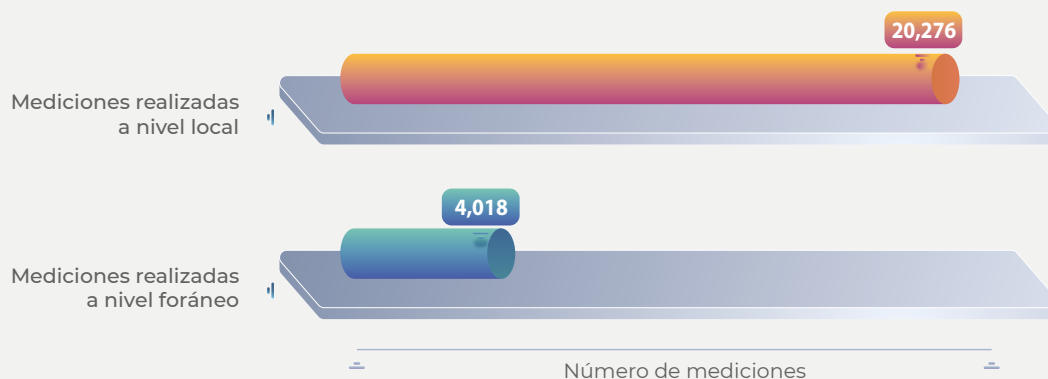 20,276
Mediciones realizadas
a nivel local
4,018
Mediciones realizadas
a nivel foráneo
Número de mediciones